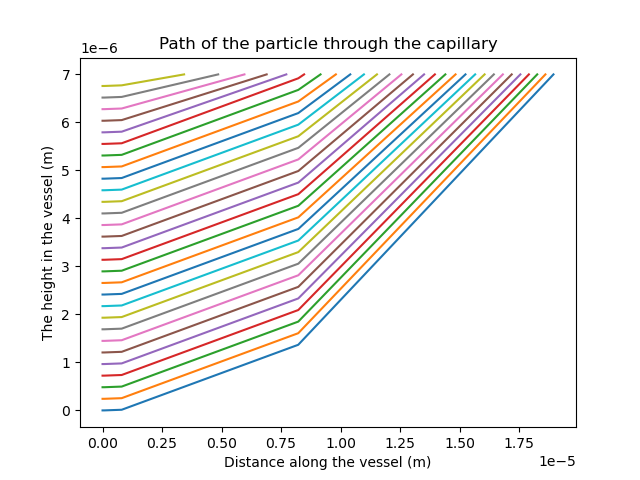 Path of the particle through the capillary
1e−6
7
6
5
4
3
2
1
0
The height in the vessel (m)
0.00 0.25 0.50 0.75 1.00 1.25 1.50 1.75
1e−5
Distance along the vessel (m)